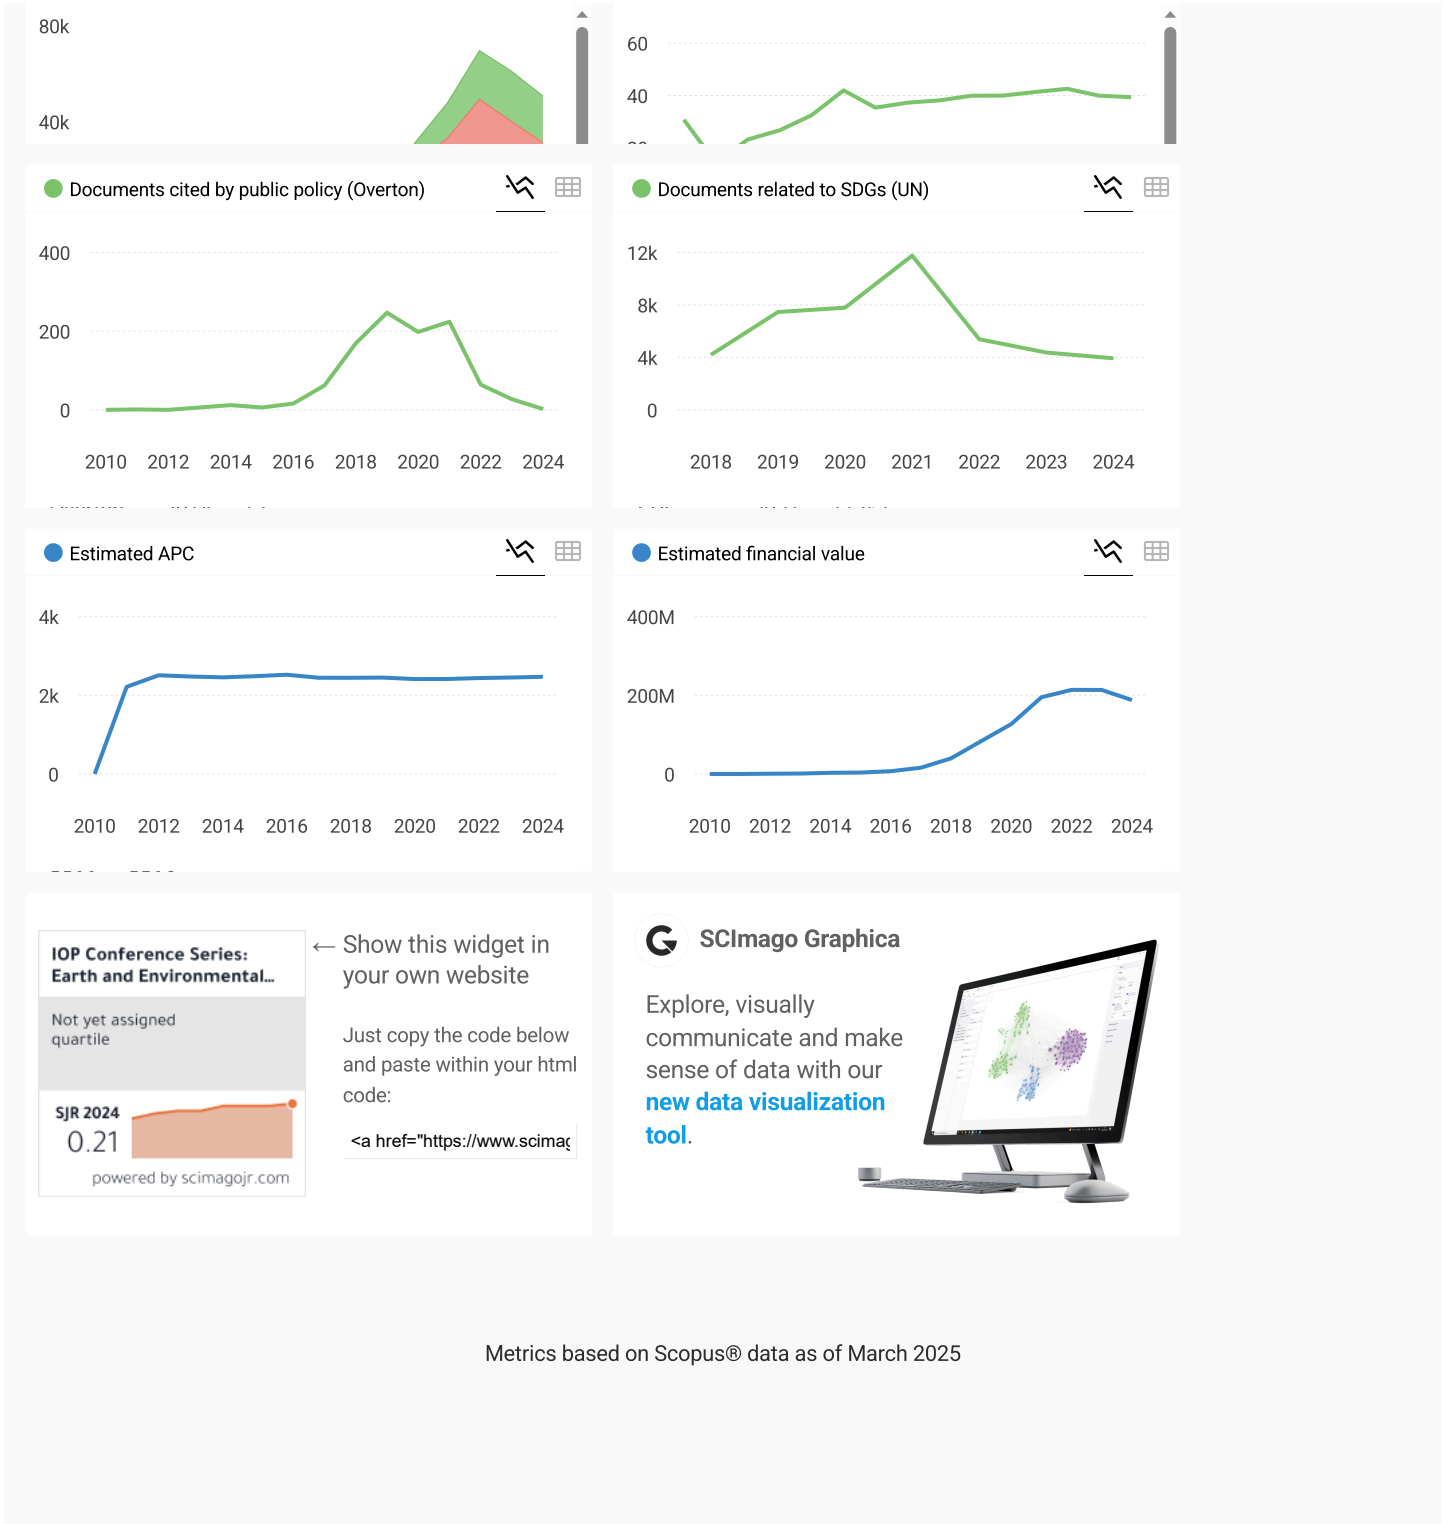 80k
40k
60
40
Documents cited by public policy (Overton)
400
200
0
2010 2012 2014 2016 2018 2020 2022 2024
Documents related to SDGs (UN)
12k
8k
4k
0
2018 2019 2020 2021 2022 2023 2024
Estimated APC
4k
2k
0
2010 2012 2014 2016 2018 2020 2022 2024
Estimated financial value
400M
200M
0
2010 2012 2014 2016 2018 2020 2022 2024
IOP Conference Series:
Earth and Environmental...
Not yet assigned
quartile
SJR 2024
0.21
powered by scimagojr.com
← Show this widget in
your own website
Just copy the code below
and paste within your html
code:
<a href="https://www.scimag
SCImago Graphica
Explore, visually
communicate and make
sense of data with our
new data visualization
tool.
Metrics based on Scopus® data as of March 2025